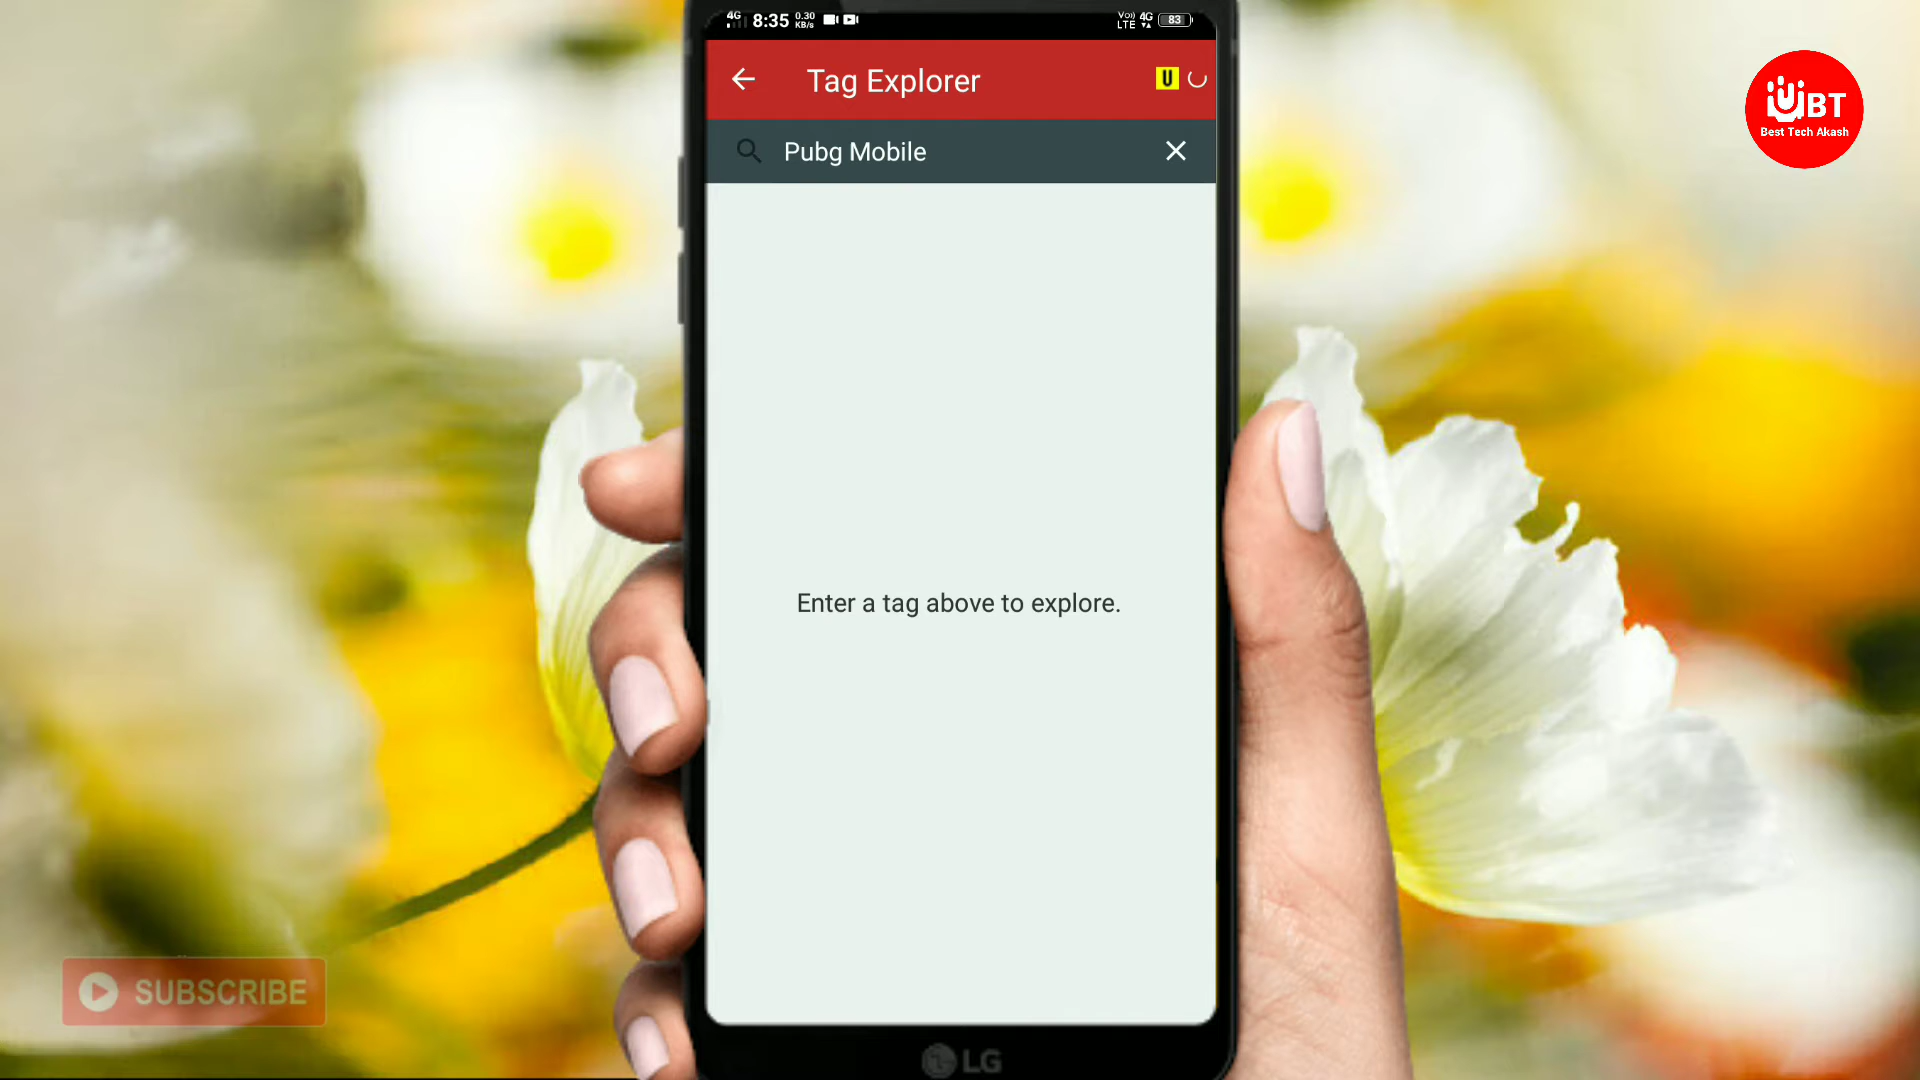 4G 8:35 0.30 KB/s
Vo)) LTE 4G 83
Tag Explorer
U
Pubg Mobile
Enter a tag above to explore.
UBT
Best Tech Akash
SUBSCRIBE
LG